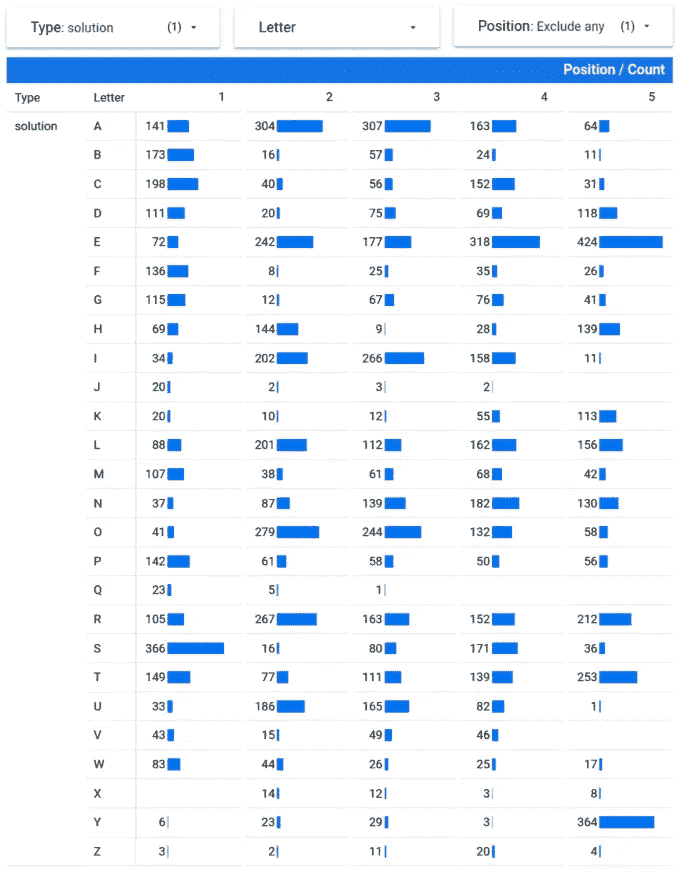 Type: solution (1) Letter Position: Exclude any (1)
Position / Count
Type Letter 1 2 3 4 5
solution A 141 304 307 163 64
B 173 16 57 24 11
C 198 40 56 152 31
D 111 20 75 69 118
E 72 242 177 318 424
F 136 8 25 35 26
G 115 12 67 76 41
H 69 144 9 28 139
I 34 202 266 158 11
J 20 2 3 2
K 20 10 12 55 113
L 88 201 112 162 156
M 107 38 61 68 42
N 37 87 139 182 130
O 41 279 244 132 58
P 142 61 58 50 56
Q 23 5 1
R 105 267 163 152 212
S 366 16 80 171 36
T 149 77 111 139 253
U 33 186 165 82 1
V 43 15 49 46
W 83 44 26 25 17
X 14 12 3 8
Y 6 23 29 3 364
Z 3 2 11 20 4